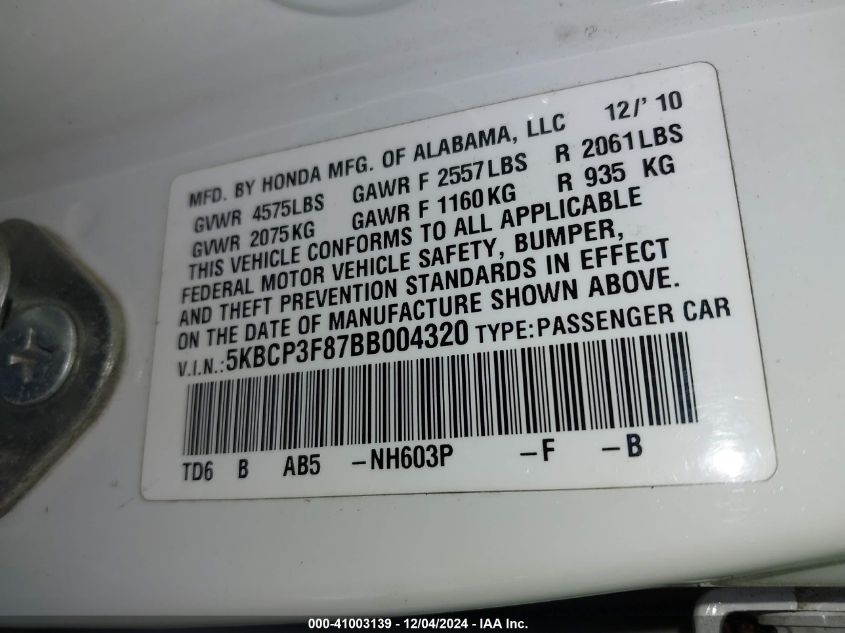 MFD. BY HONDA MFG. OF ALABAMA, LLC 12/' 10
GVWR 4575LBS GAWR F 2557LBS R 2061LBS
GVWR 2075KG GAWR F 1160KG R 935 KG
THIS VEHICLE CONFORMS TO ALL APPLICABLE
FEDERAL MOTOR VEHICLE SAFETY, BUMPER,
AND THEFT PREVENTION STANDARDS IN EFFECT
ON THE DATE OF MANUFACTURE SHOWN ABOVE.
V.I.N.:5KBCP3F87BB004320 TYPE:PASSENGER CAR
TD6 B AB5 -NH603P -F -B
000-41003139 - 12/04/2024 - IAA Inc.